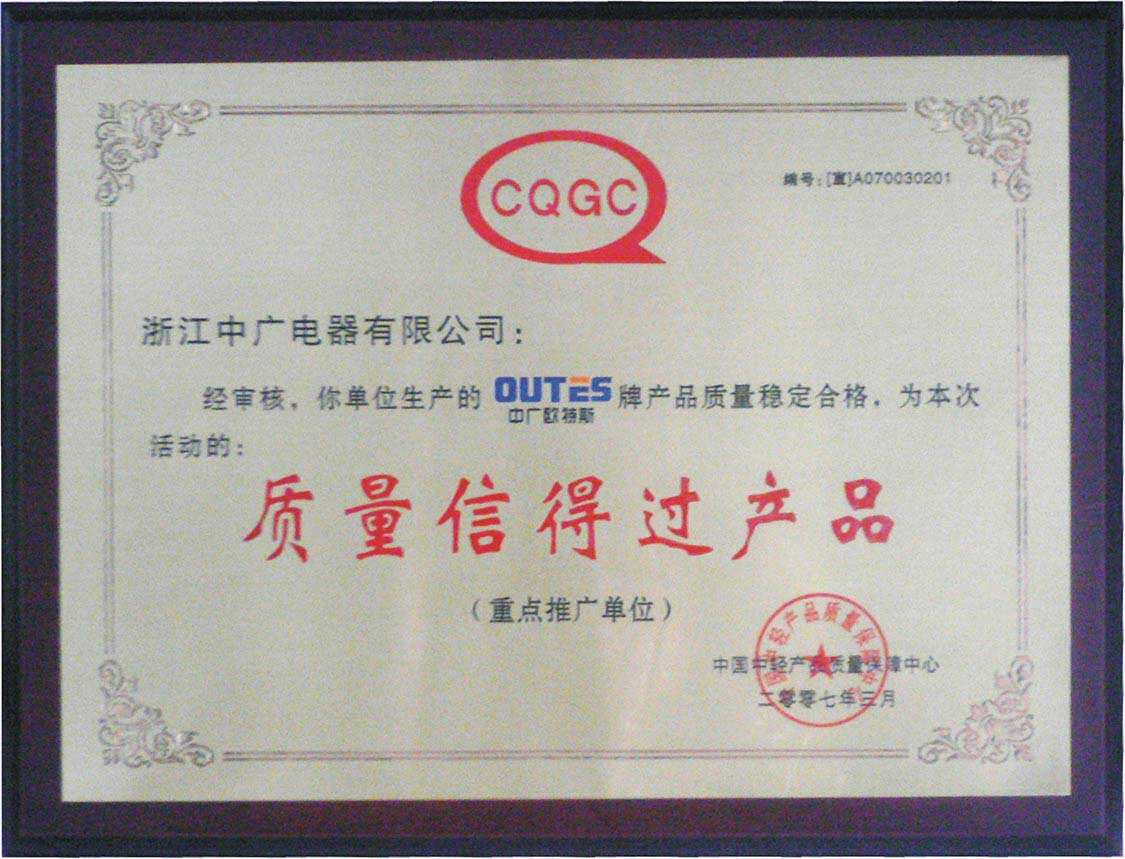 CQGC
编号:[直]A070030201
浙江中广电器有限公司:
经审核,你单位生产的 OUTES 中广欧特斯 牌产品质量稳定合格,为本次
活动的:
质量信得过产品
(重点推广单位)
中国中轻产品质量保障中心
二零零七年三月